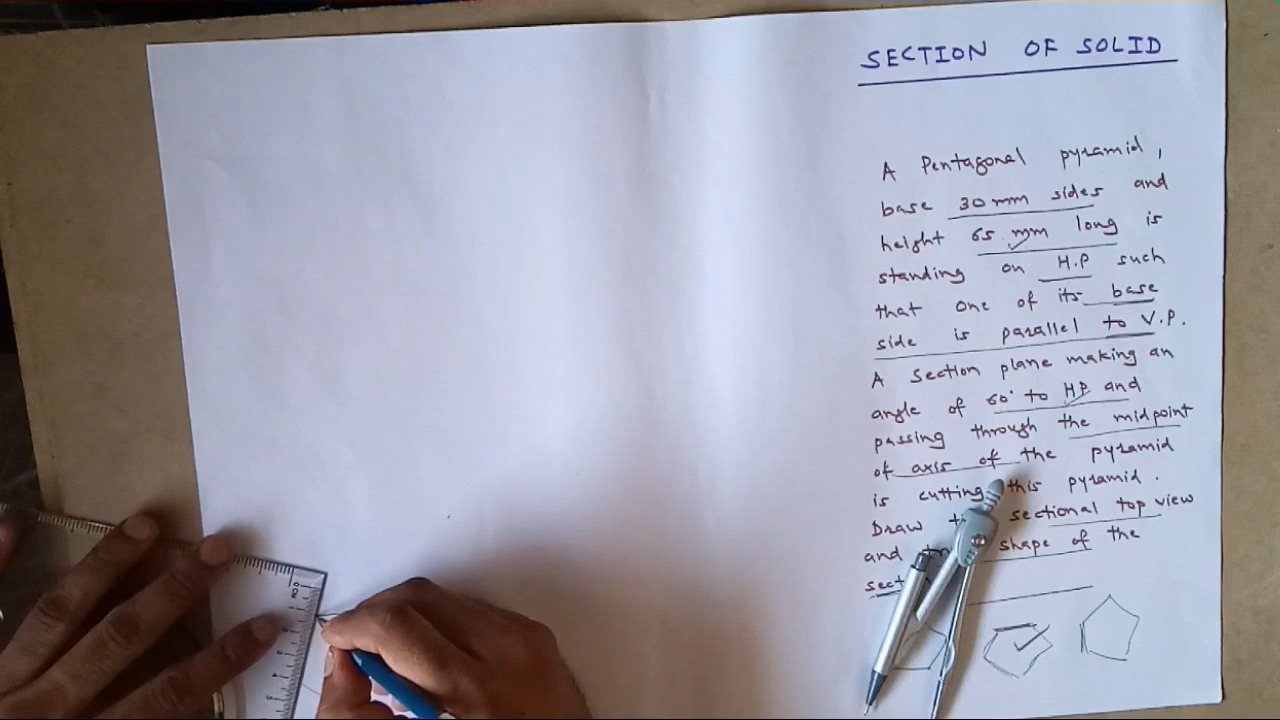 SECTION OF SOLID
A Pentagonal pyramid,
base 30 mm sides and
height 65 mm long is
standing on H.P such
that one of its base
side is parallel to V.P.
A section plane making an
angle of 60° to HP and
passing through the midpoint
of axis of the pyramid
is cutting this pyramid.
Draw sectional top view
and shape of the